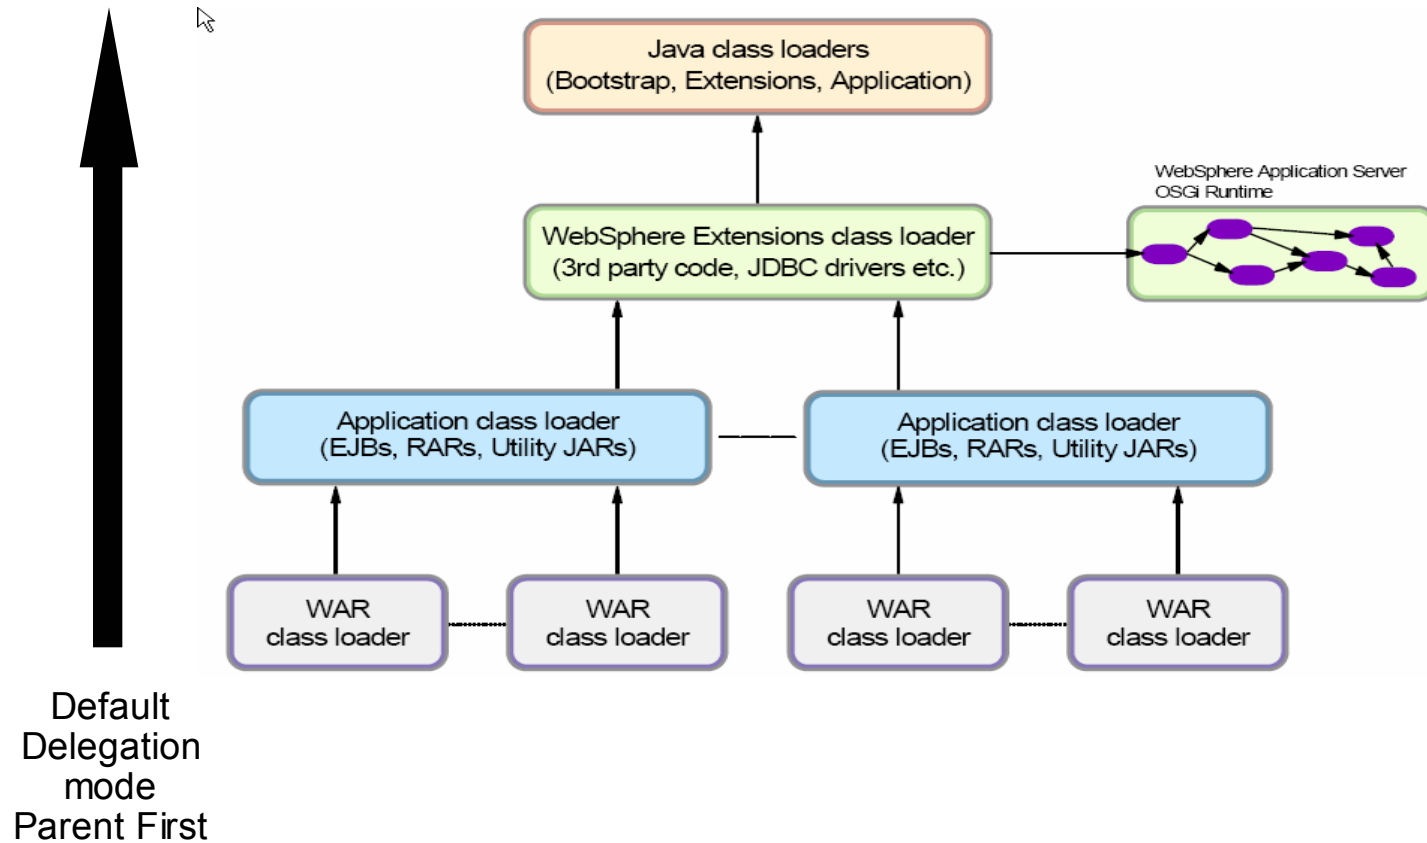 Java class loaders
(Bootstrap, Extensions, Application)
WebSphere Application Server
OSGi Runtime
WebSphere Extensions class loader
(3rd party code, JDBC drivers etc.)
Application class loader
(EJBs, RARs, Utility JARs)
Application class loader
(EJBs, RARs, Utility JARs)
WAR
class loader
WAR
class loader
WAR
class loader
WAR
class loader
Default
Delegation
mode
Parent First